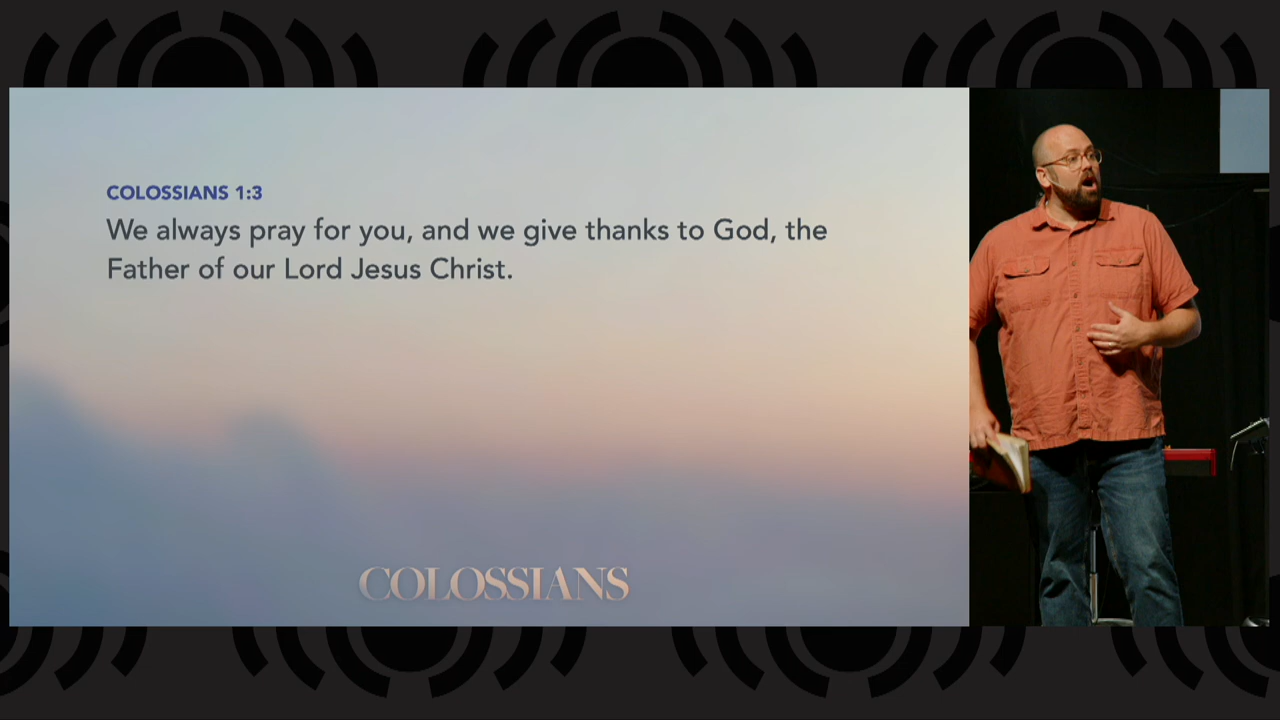 COLOSSIANS 1:3
We always pray for you, and we give thanks to God, the
Father of our Lord Jesus Christ.
COLOSSIANS